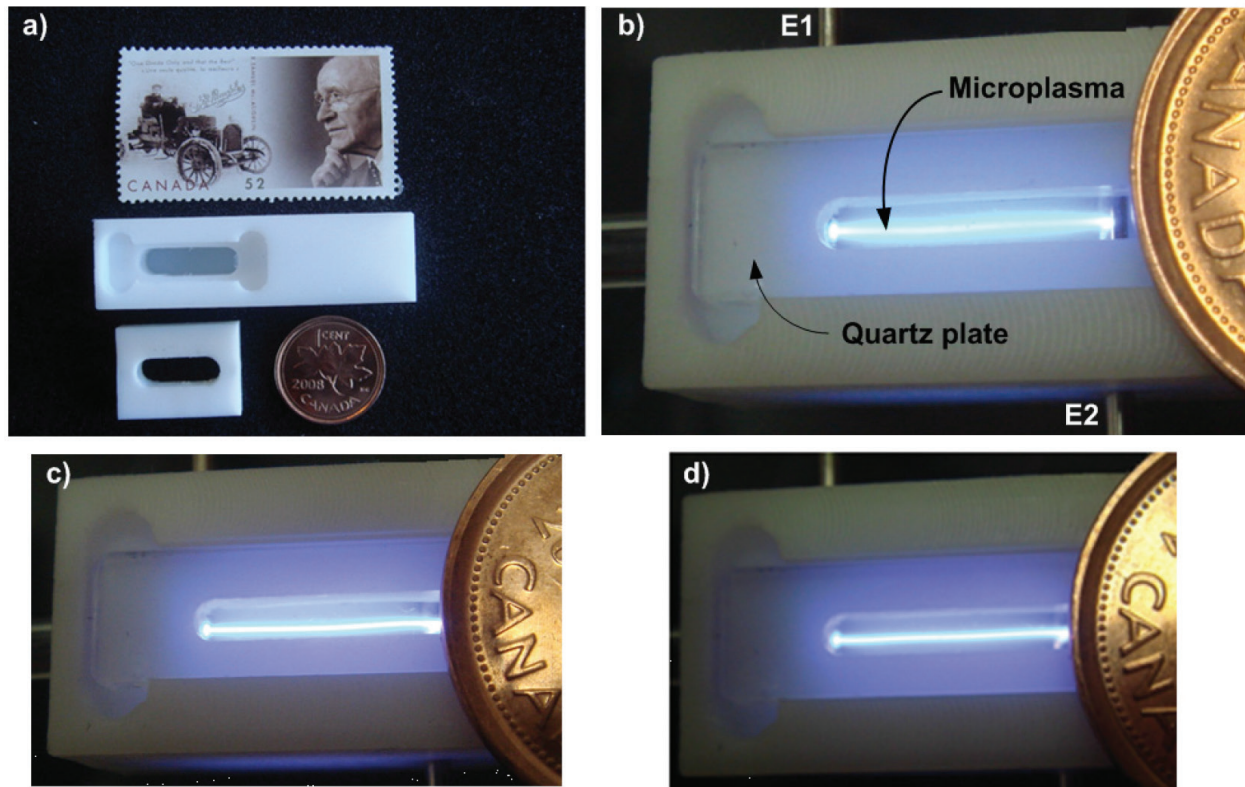 a)
"One Grade Only and that the Best"
CANADA 52
1 CENT
2008
CANADA
b)
E1
Microplasma
Quartz plate
E2
CANADA
c)
CANA
d)
CANA